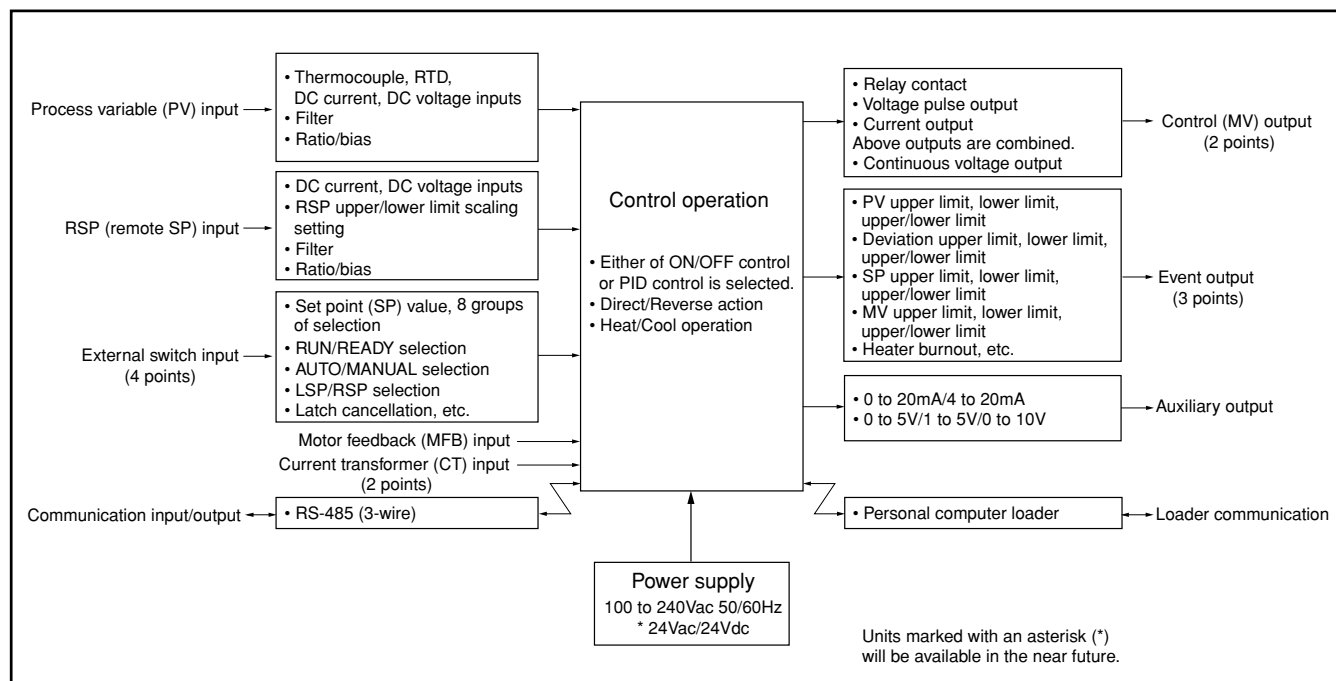 Process variable (PV) input
• Thermocouple, RTD,
DC current, DC voltage inputs
• Filter
• Ratio/bias
RSP (remote SP) input
• DC current, DC voltage inputs
• RSP upper/lower limit scaling
setting
• Filter
• Ratio/bias
External switch input
(4 points)
• Set point (SP) value, 8 groups
of selection
• RUN/READY selection
• AUTO/MANUAL selection
• LSP/RSP selection
• Latch cancellation, etc.
Motor feedback (MFB) input
Current transformer (CT) input
(2 points)
Communication input/output
• RS-485 (3-wire)
Control operation
• Either of ON/OFF control
or PID control is selected.
• Direct/Reverse action
• Heat/Cool operation
Power supply
100 to 240Vac 50/60Hz
* 24Vac/24Vdc
• Relay contact
• Voltage pulse output
• Current output
Above outputs are combined.
• Continuous voltage output
Control (MV) output
(2 points)
• PV upper limit, lower limit,
upper/lower limit
• Deviation upper limit, lower limit,
upper/lower limit
• SP upper limit, lower limit,
upper/lower limit
• MV upper limit, lower limit,
upper/lower limit
• Heater burnout, etc.
Event output
(3 points)
• 0 to 20mA/4 to 20mA
• 0 to 5V/1 to 5V/0 to 10V
Auxiliary output
• Personal computer loader
Loader communication
Units marked with an asterisk (*)
will be available in the near future.